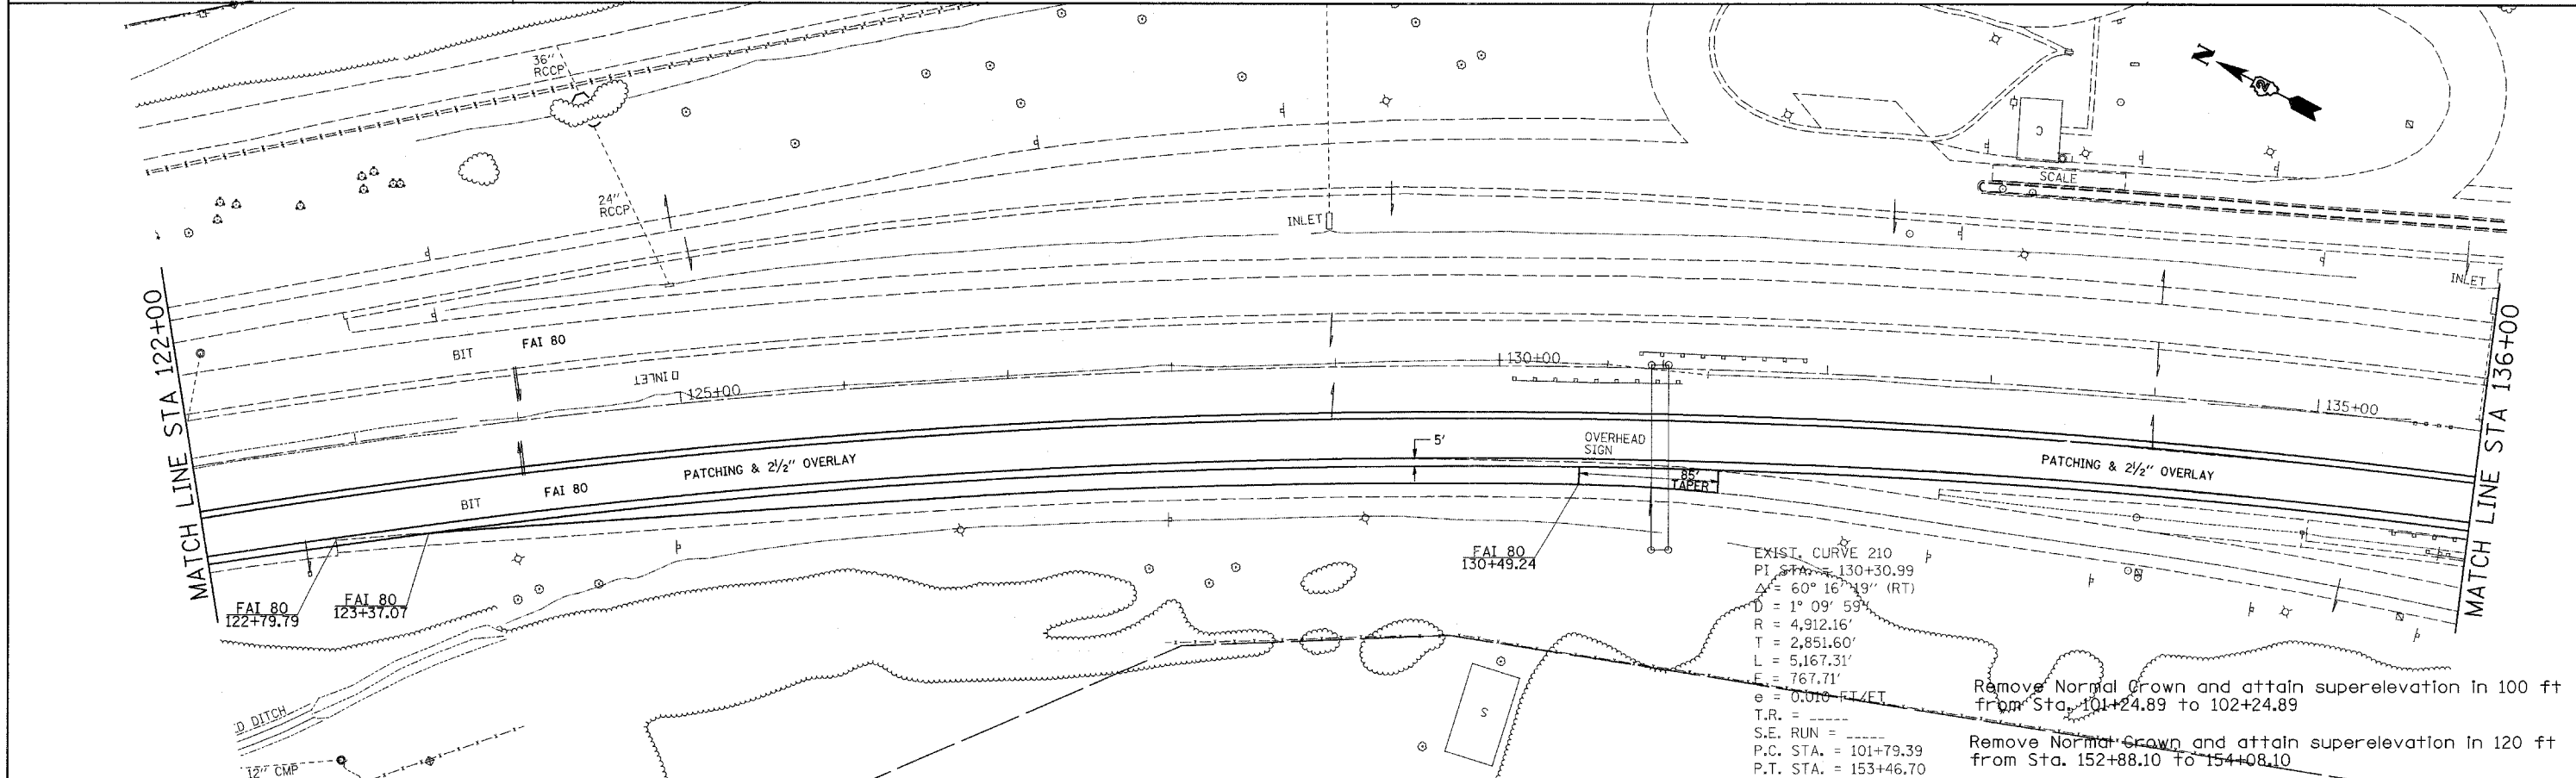 36"
RCCP
N
2
C
SCALE
24"
RCCP
INLET
INLET
MATCH LINE STA 122+00
BIT
FAI 80
INLET
125+00
130+00
135+00
MATCH LINE STA 136+00
5'
OVERHEAD
SIGN
PATCHING & 2½" OVERLAY
PATCHING & 2½" OVERLAY
85'
TAPER
BIT
FAI 80
FAI 80
122+79.79
FAI 80
123+37.07
FAI 80
130+49.24
EXIST. CURVE 210
PI STA. = 130+30.99
Δ = 60° 16' 19" (RT)
D = 1° 09' 59"
R = 4,912.16'
T = 2,851.60'
L = 5,167.31'
E = 767.71'
e = 0.010 FT/FT
T.R. = _____
S.E. RUN = _____
P.C. STA. = 101+79.39
P.T. STA. = 153+46.70
S
D DITCH
12" CMP
Remove Normal Crown and attain superelevation in 100 ft
from Sta. 101+24.89 to 102+24.89
Remove Normal Crown and attain superelevation in 120 ft
from Sta. 152+88.10 to 154+08.10